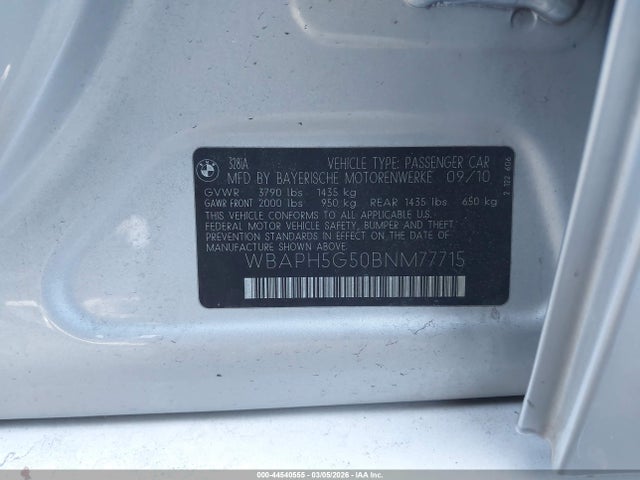 BMW
328iA VEHICLE TYPE: PASSENGER CAR
MFD BY BAYERISCHE MOTORENWERKE 09/10
GVWR 3790 lbs 1435 kg
GAWR FRONT 2000 lbs 950 kg REAR 1435 lbs 650 kg
THIS VEHICLE CONFORMS TO ALL APPLICABLE U.S.
FEDERAL MOTOR VEHICLE SAFETY, BUMPER AND THEFT
PREVENTION STANDARDS IN EFFECT ON THE DATE OF
MANUFACTURE SHOWN ABOVE.
WBAPH5G50BNM77715
000-44540555 - 03/05/2026 - IAA Inc.